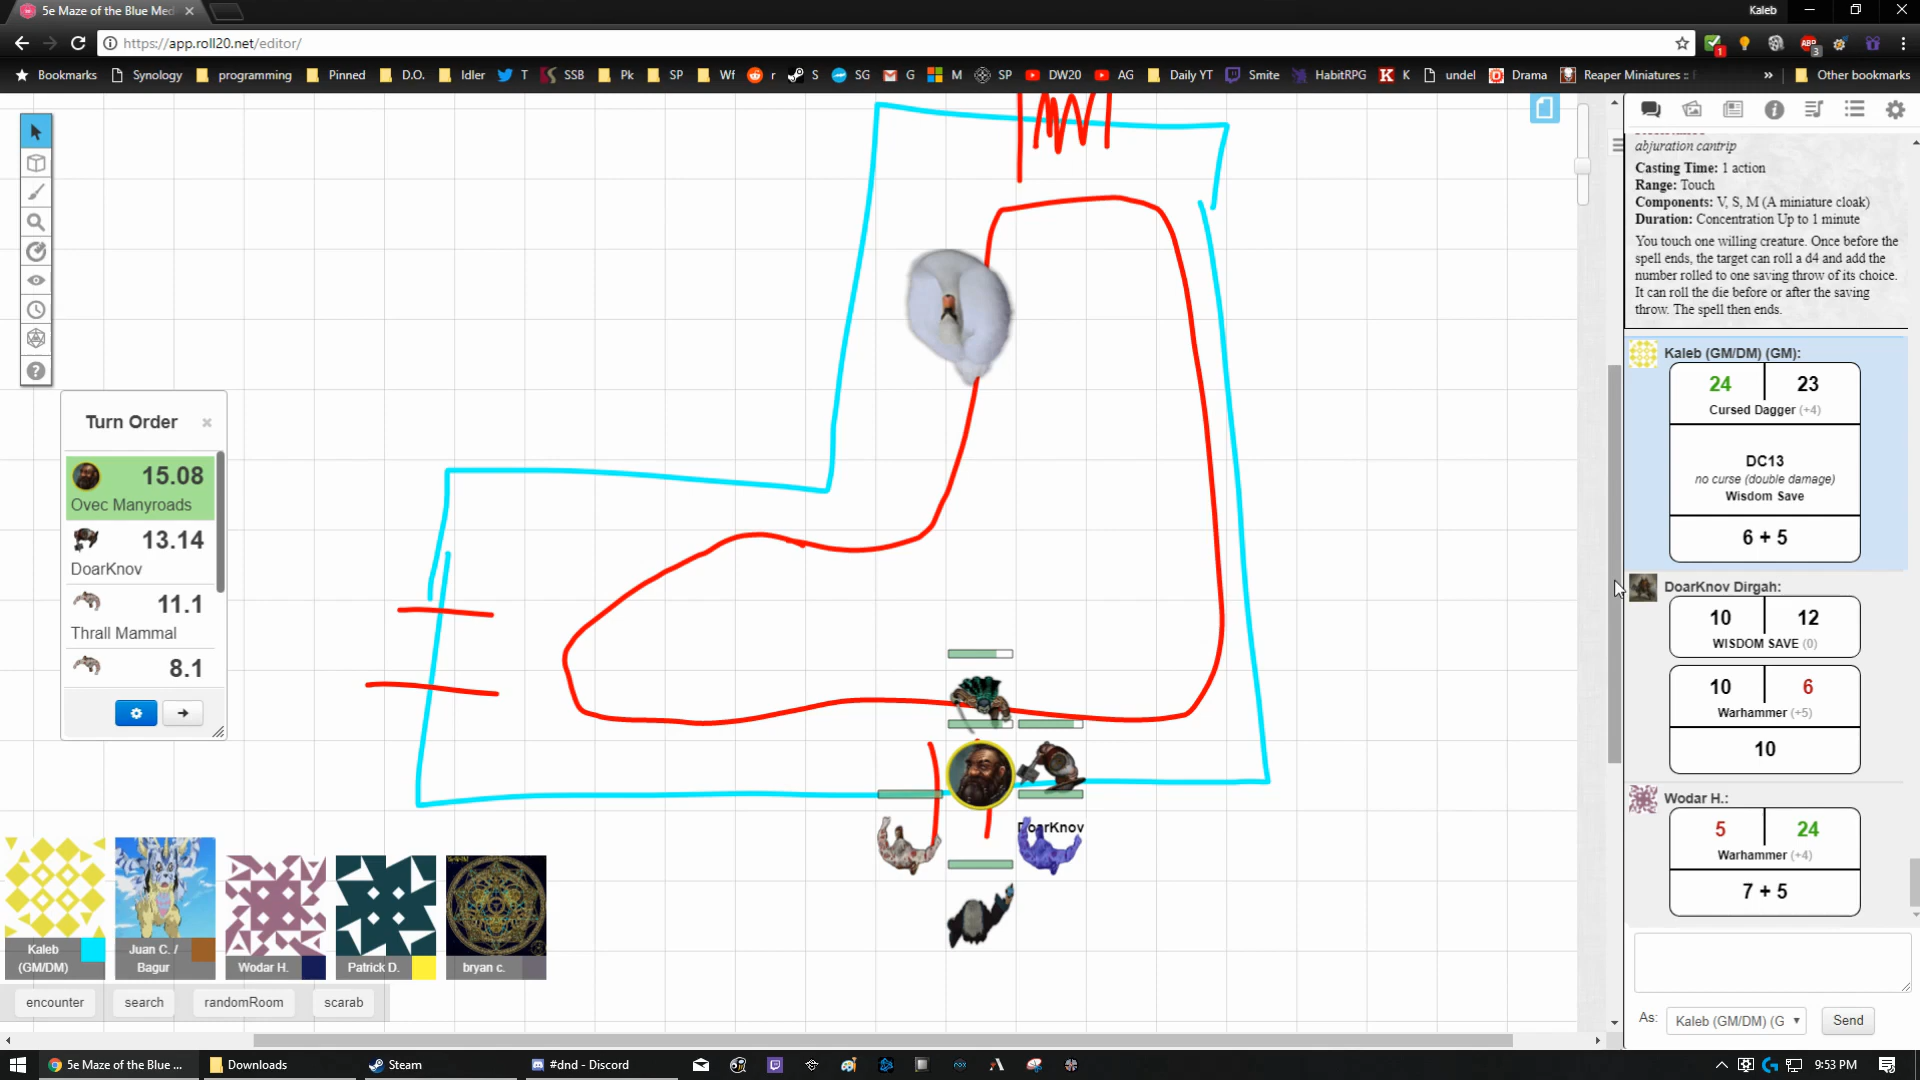 5e Maze of the Blue Med
Kaleb
https://app.roll20.net/editor/
Bookmarks
Synology
programming
Pinned
D.O.
Idler
T
SSB
Pk
SP
Wf
r
S
SG
G
M
SP
DW20
AG
Daily YT
Smite
HabitRPG
K
undel
Drama
Reaper Miniatures ::
Other bookmarks
abjuration cantrip
Casting Time: 1 action
Range: Touch
Components: V, S, M (A miniature cloak)
Duration: Concentration Up to 1 minute
You touch one willing creature. Once before the
spell ends, the target can roll a d4 and add the
number rolled to one saving throw of its choice.
It can roll the die before or after the saving
throw. The spell then ends.
Kaleb (GM/DM) (GM):
24 23
Cursed Dagger (+4)
DC13
no curse (double damage)
Wisdom Save
6 + 5
DoarKnov Dirgah:
10 12
WISDOM SAVE (0)
10 6
Warhammer (+5)
10
Wodar H.:
5 24
Warhammer (+4)
7 + 5
As:
Kaleb (GM/DM) (G
Send
Turn Order
15.08
Ovec Manyroads
13.14
DoarKnov
11.1
Thrall Mammal
8.1
DoarKnov
Kaleb
(GM/DM)
Juan C. /
Bagur
Wodar H.
Patrick D.
bryan c.
encounter
search
randomRoom
scarab
5e Maze of the Blue ...
Downloads
Steam
#dnd - Discord
9:53 PM